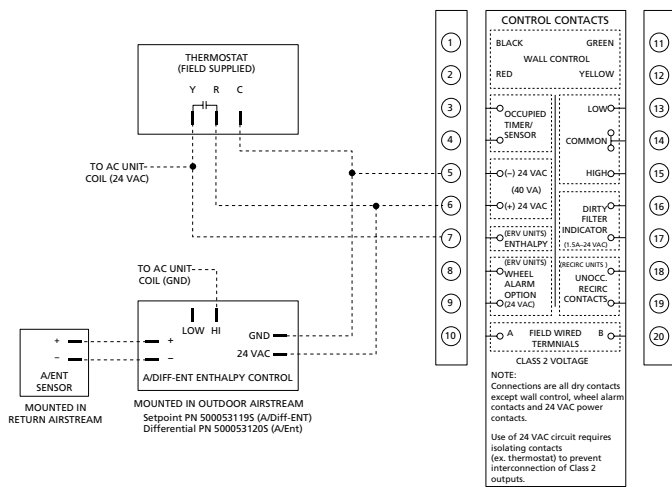 THERMOSTAT
(FIELD SUPPLIED)
Y R C
TO AC UNIT
COIL (24 VAC)
TO AC UNIT
COIL (GND)
LOW HI
GND
24 VAC
+
−
+
−
A/ENT
SENSOR
A/DIFF-ENT ENTHALPY CONTROL
MOUNTED IN
RETURN AIRSTREAM
MOUNTED IN OUTDOOR AIRSTREAM
Setpoint PN 500053119S (A/Diff-ENT)
Differential PN 500053120S (A/Ent)
1
2
3
4
5
6
7
8
9
10
CONTROL CONTACTS
BLACK GREEN
WALL CONTROL
RED YELLOW
OCCUPIED
TIMER/
SENSOR
LOW
COMMON
HIGH
(−) 24 VAC
(40 VA)
(+) 24 VAC
DIRTY
FILTER
INDICATOR
(1.5A–24 VAC)
(ERV UNITS)
ENTHALPY
(ERV UNITS)
WHEEL
ALARM
OPTION
(24 VAC)
(RECIRC UNITS )
UNOCC.
RECIRC
CONTACTS
A FIELD WIRED B
TERMNIALS
CLASS 2 VOLTAGE
NOTE:
Connections are all dry contacts
except wall control, wheel alarm
contacts and 24 VAC power
contacts.
Use of 24 VAC circuit requires
isolating contacts
(ex. thermostat) to prevent
interconnection of Class 2
outputs.
11
12
13
14
15
16
17
18
19
20